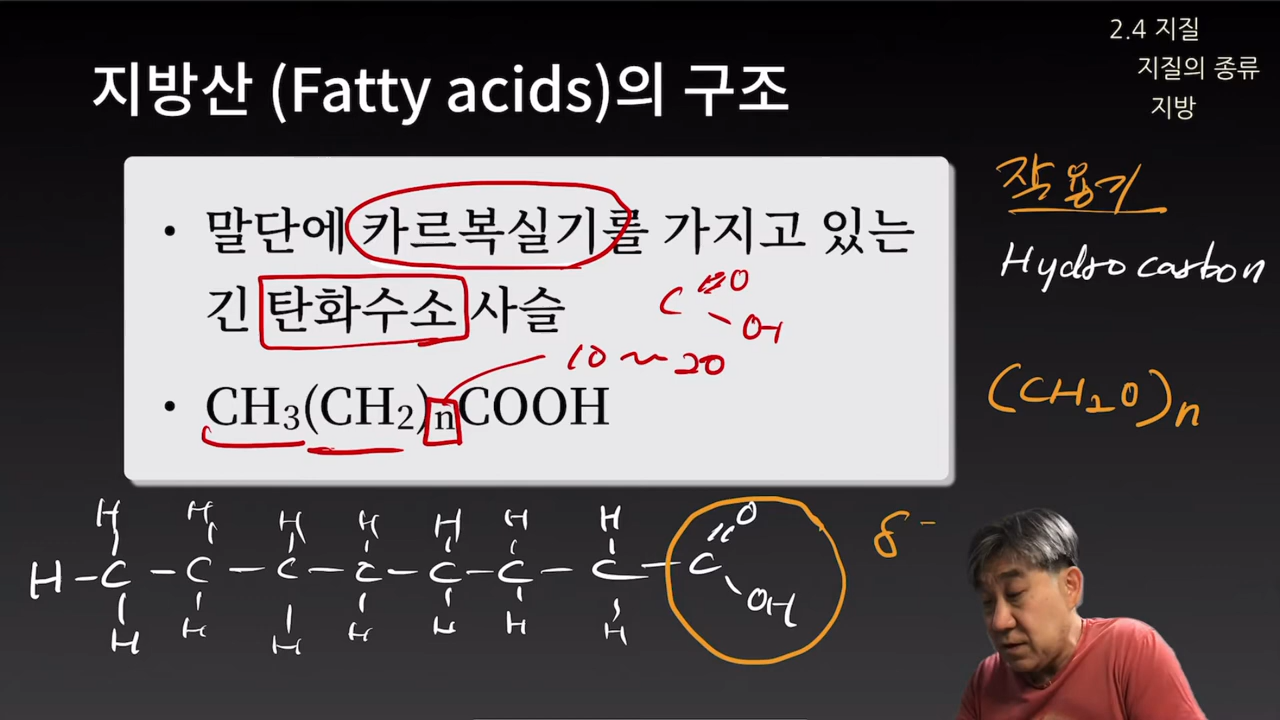 2.4 지질
지질의 종류
지방
지방산 (Fatty acids)의 구조
• 말단에 카르복실기를 가지고 있는
긴 탄화수소 사슬
C O
OH
10 ~ 20
• CH₃(CH₂)nCOOH
작용기
Hydrocarbon
(CH₂O)n
H H H H H H H O
H-C-C-C-C-C-C-C-C
OH
H H H H H H H
δ-